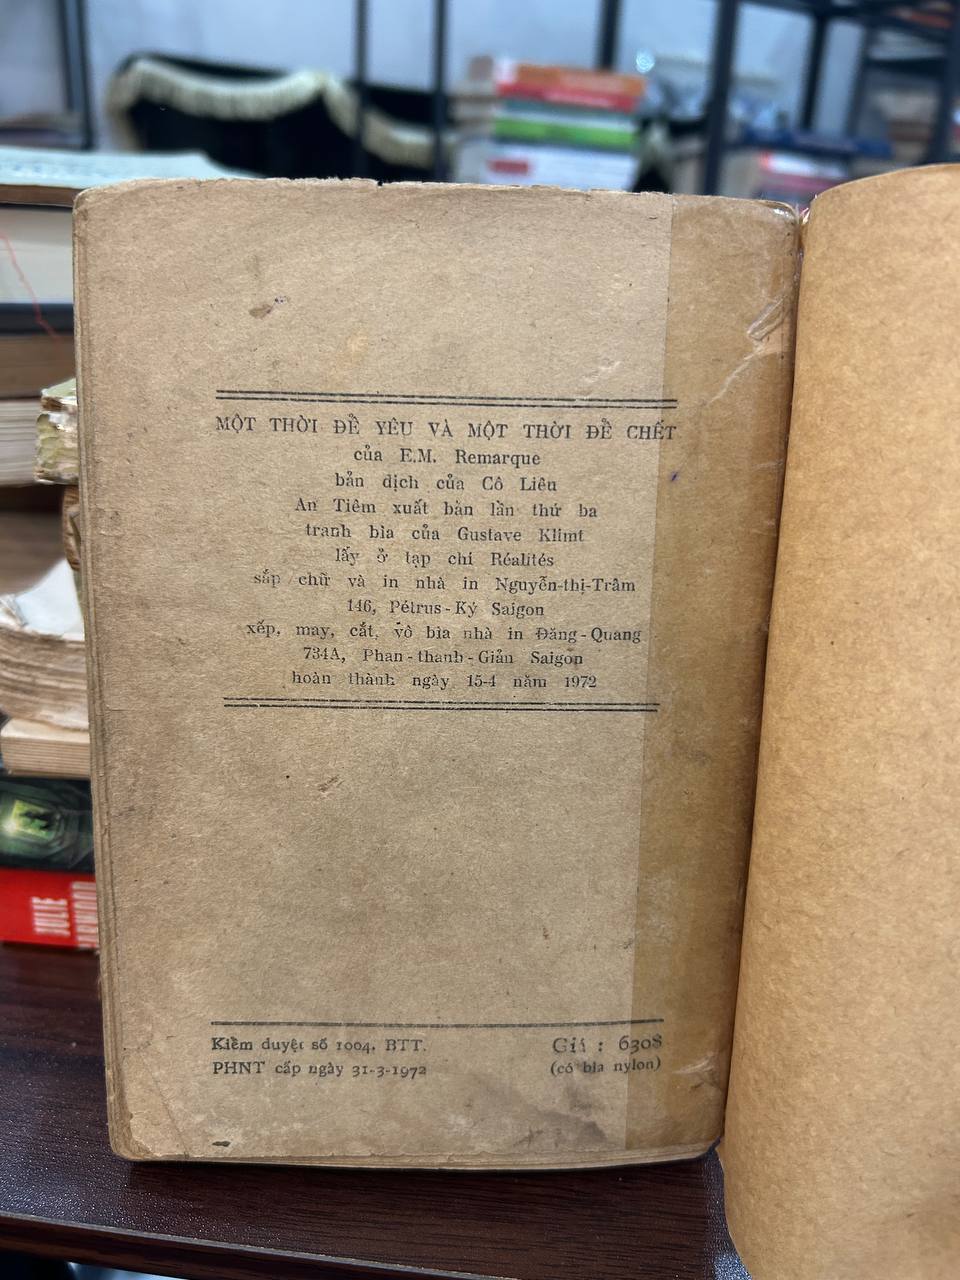 MỘT THỜI ĐỂ YÊU VÀ MỘT THỜI ĐỂ CHẾT
của E.M. Remarque
bản dịch của Cô Liêu
An Tiêm xuất bản lần thứ ba
tranh bìa của Gustave Klimt
lấy ở tạp chí Réalités
sắp chữ và in nhà in Nguyễn-thị-Trâm
146, Pétrus-Ký Saigon
xếp, may, cắt, vô bìa nhà in Đăng-Quang
734A, Phan-thanh-Giản Saigon
hoàn thành ngày 15-4 năm 1972
Kiểm duyệt số 1004. BTT.
PHNT cấp ngày 31-3-1972
Giá : 630$
(có bìa nylon)
JULIE